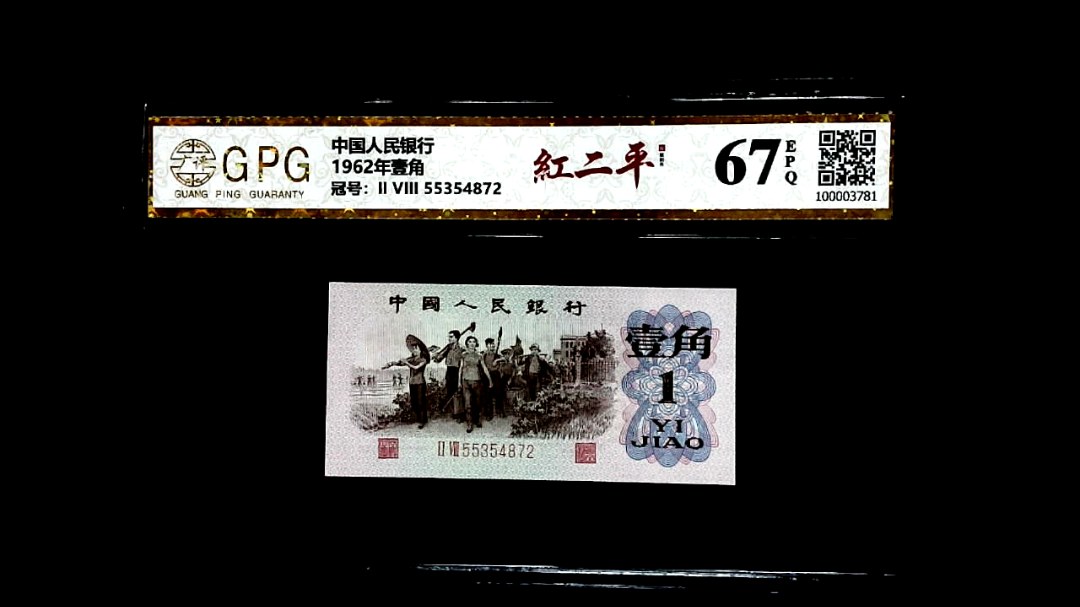 GPG
GUANG PING GUARANTY
中国人民银行
1962年壹角
冠号：II VIII 55354872
紅二平
67
EPQ
100003781
中國人民銀行
壹角
1
YI
JIAO
II VIII 55354872